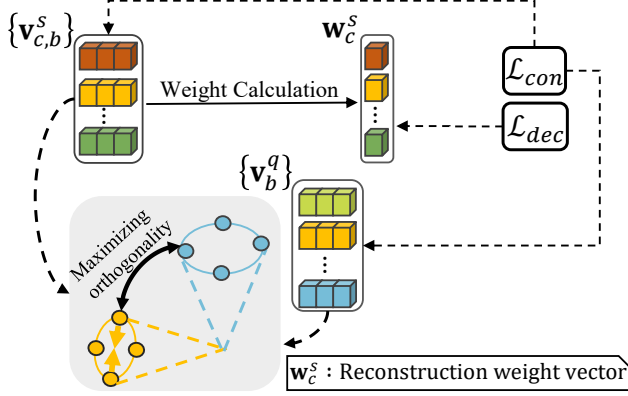 {v^s_{c,b}}
w^s_c
Weight Calculation
ℒ_con
ℒ_dec
{v^q_b}
Maximizing
orthogonality
w^s_c : Reconstruction weight vector